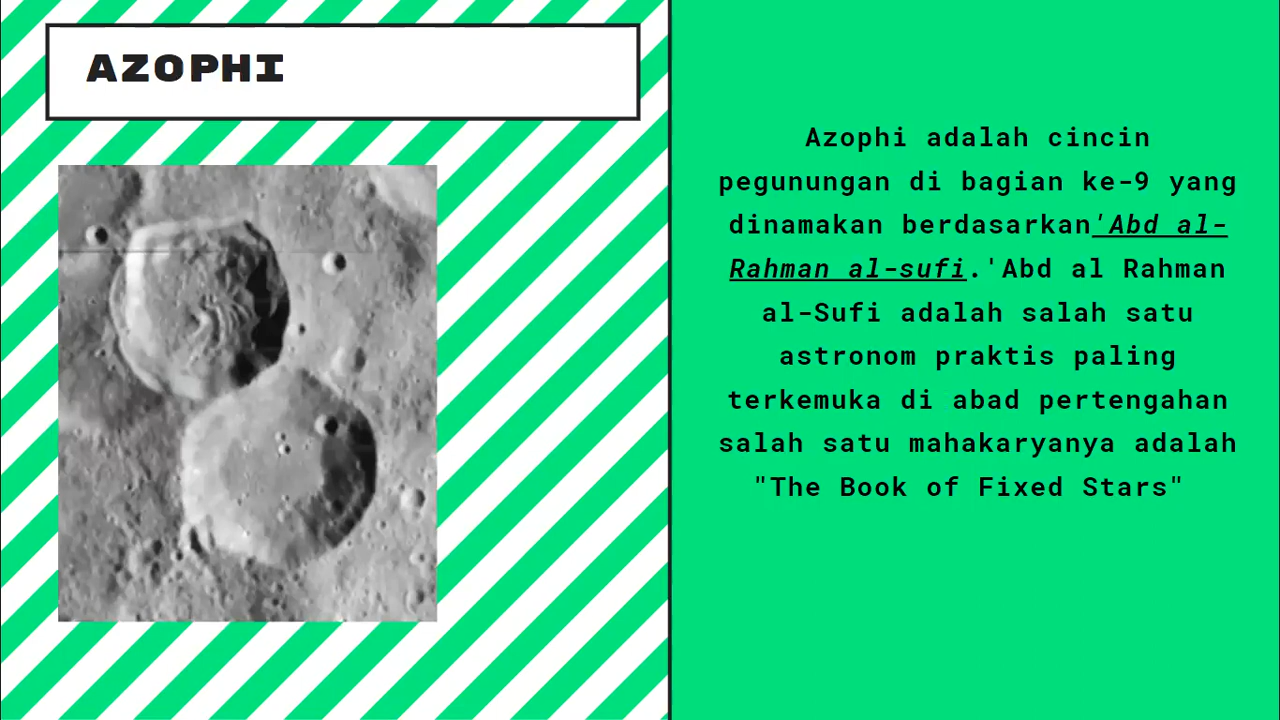 AZOPHI
Azophi adalah cincin
pegunungan di bagian ke-9 yang
dinamakan berdasarkan'Abd al-
Rahman al-sufi.'Abd al Rahman
al-Sufi adalah salah satu
astronom praktis paling
terkemuka di abad pertengahan
salah satu mahakaryanya adalah
"The Book of Fixed Stars"